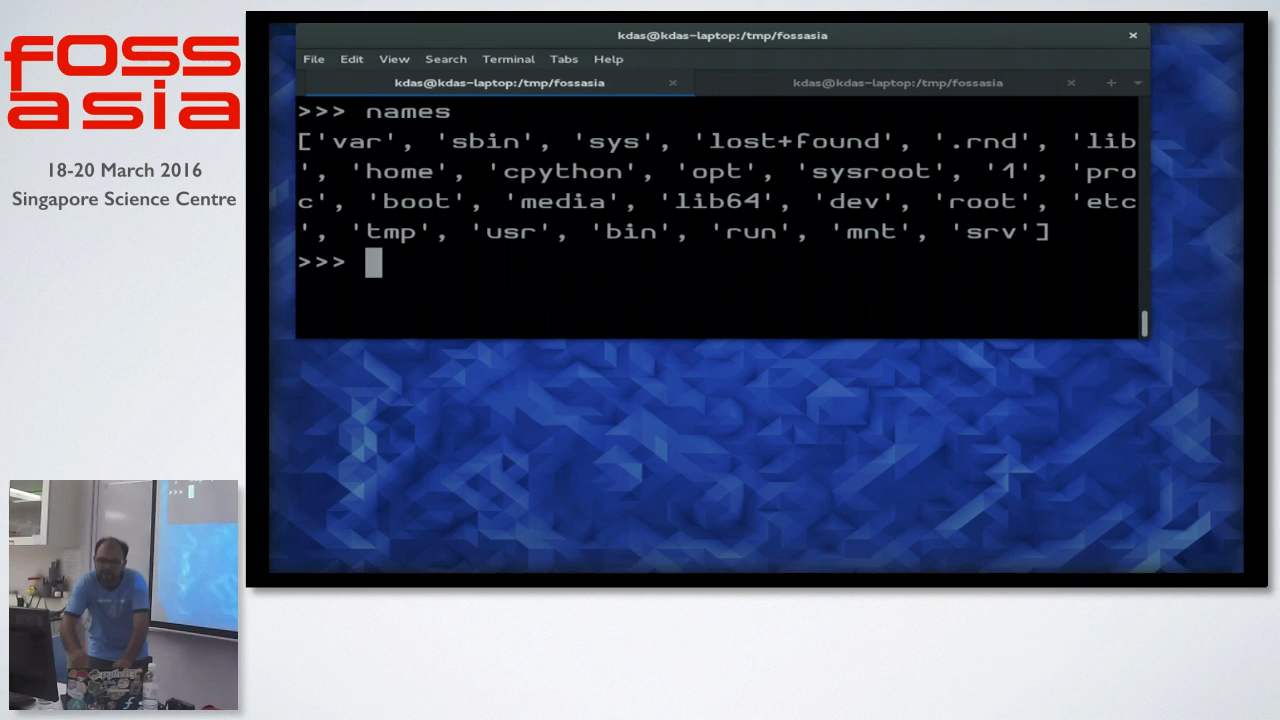 foss
asia
18-20 March 2016
Singapore Science Centre
kdas@kdas-laptop:/tmp/fossasia
File Edit View Search Terminal Tabs Help
kdas@kdas-laptop:/tmp/fossasia kdas@kdas-laptop:/tmp/fossasia
>>> names
['var', 'sbin', 'sys', 'lost+found', '.rnd', 'lib
', 'home', 'cpython', 'opt', 'sysroot', '1', 'pro
c', 'boot', 'media', 'lib64', 'dev', 'root', 'etc
', 'tmp', 'usr', 'bin', 'run', 'mnt', 'srv']
>>>
>>>